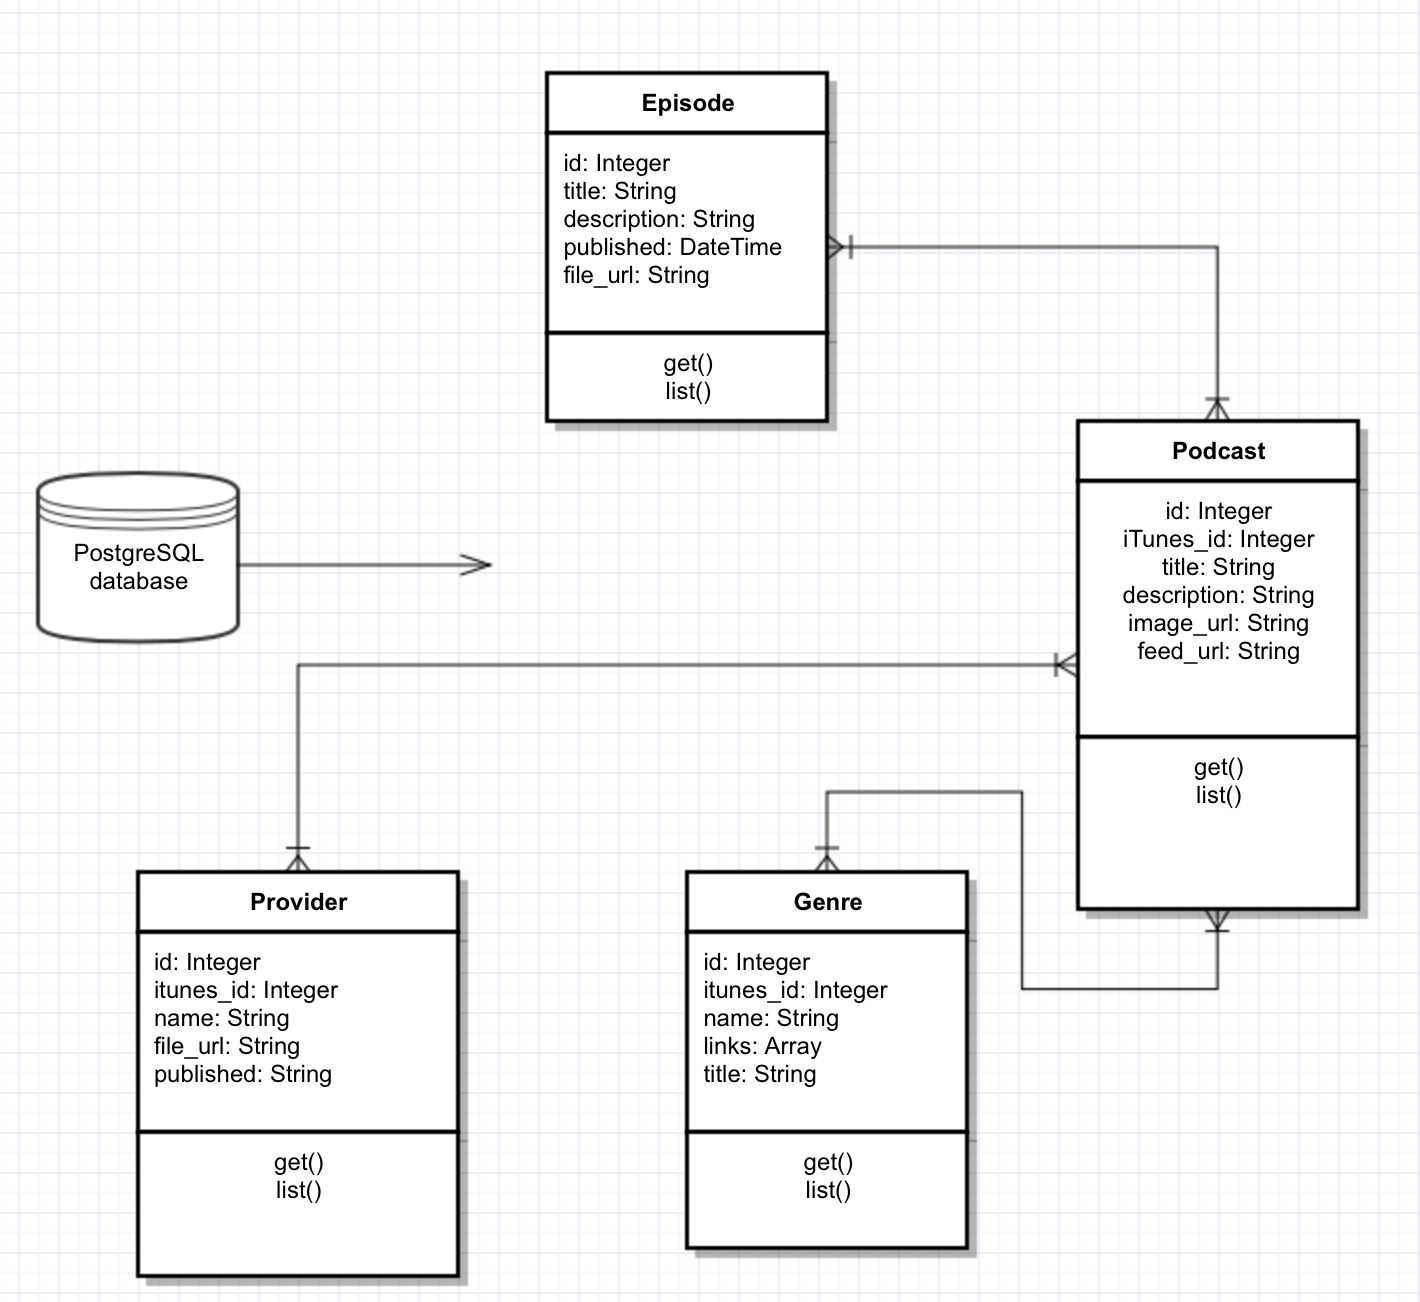 Episode
id: Integer
title: String
description: String
published: DateTime
file_url: String
get()
list()
PostgreSQL
database
Podcast
id: Integer
iTunes_id: Integer
title: String
description: String
image_url: String
feed_url: String
get()
list()
Provider
id: Integer
itunes_id: Integer
name: String
file_url: String
published: String
get()
list()
Genre
id: Integer
itunes_id: Integer
name: String
links: Array
title: String
get()
list()